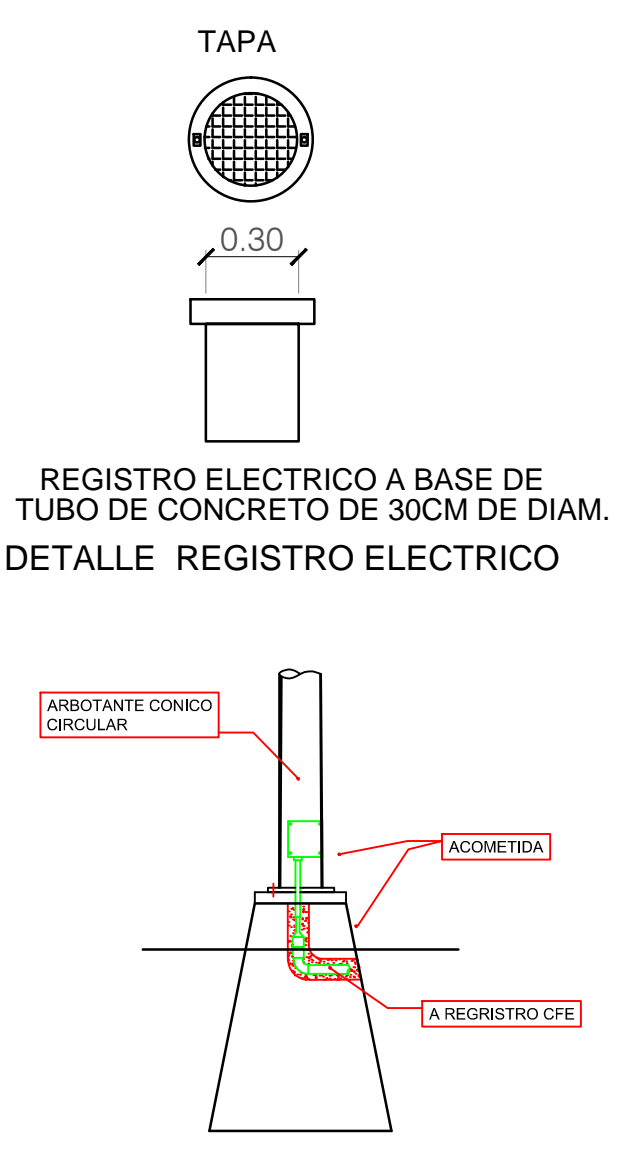 TAPA
0.30
REGISTRO ELECTRICO A BASE DE
TUBO DE CONCRETO DE 30CM DE DIAM.
DETALLE REGISTRO ELECTRICO
ARBOTANTE CONICO
CIRCULAR
ACOMETIDA
A REGRISTRO CFE